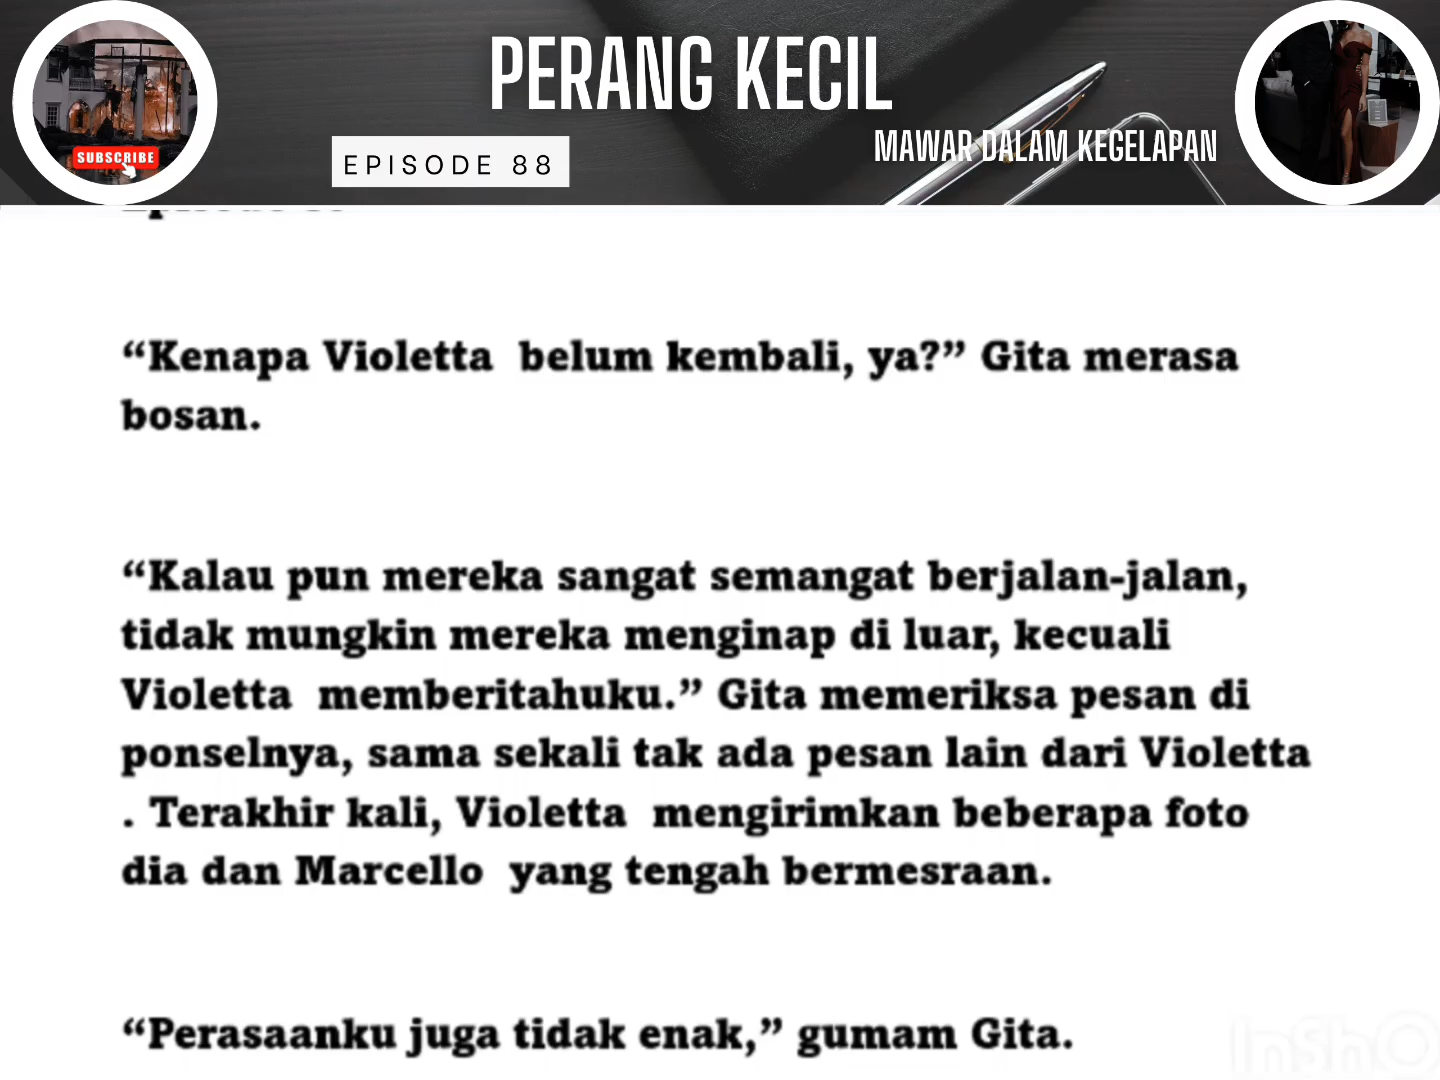 PERANG KECIL
MAWAR DALAM KEGELAPAN
EPISODE 88
SUBSCRIBE
“Kenapa Violetta  belum kembali, ya?” Gita merasa
bosan.
“Kalau pun mereka sangat semangat berjalan-jalan,
tidak mungkin mereka menginap di luar, kecuali
Violetta  memberitahuku.” Gita memeriksa pesan di
ponselnya, sama sekali tak ada pesan lain dari Violetta
. Terakhir kali, Violetta  mengirimkan beberapa foto
dia dan Marcello  yang tengah bermesraan.
“Perasaanku juga tidak enak,” gumam Gita.
InShO